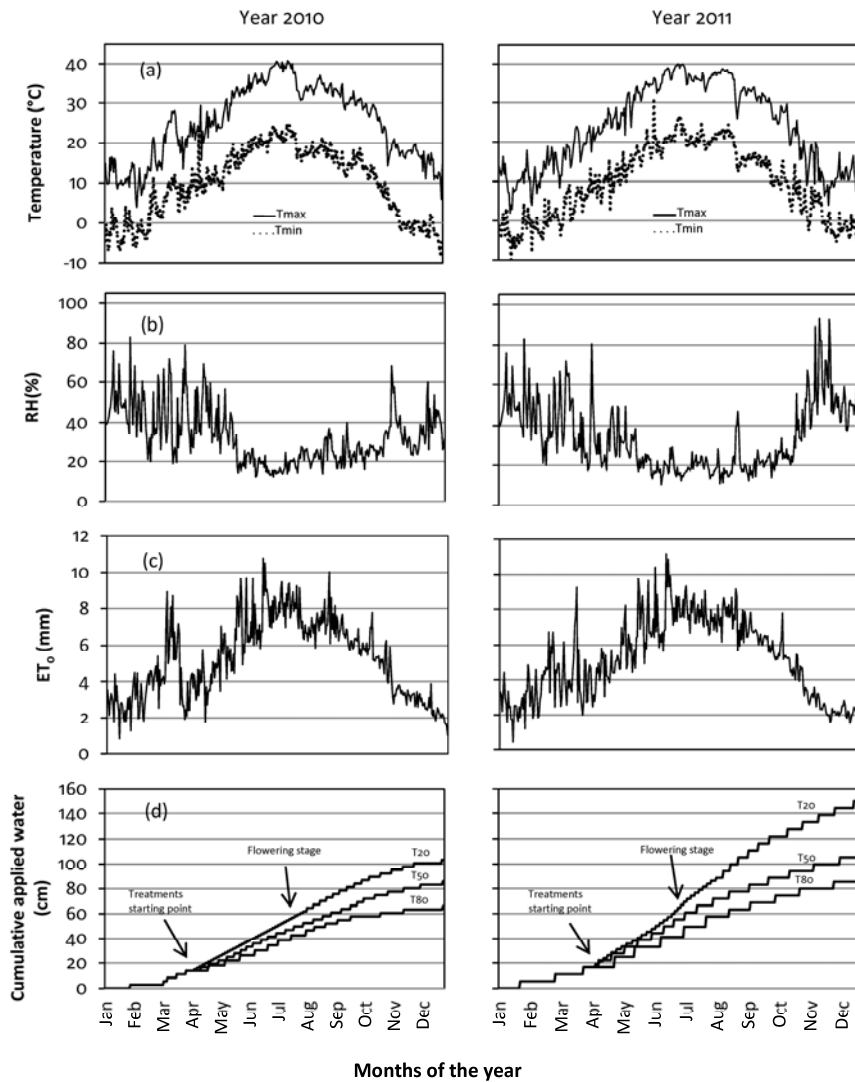 Year 2010
Year 2011
Temperature (°C)
40
30
20
10
0
-10
(a)
Tmax
Tmin
Tmax
Tmin
RH(%)
100
80
60
40
20
0
(b)
ET₀ (mm)
12
10
8
6
4
2
0
(c)
Cumulative applied water
(cm)
160
140
120
100
80
60
40
20
0
(d)
Flowering stage
Treatments
starting point
T20
T50
T80
Flowering stage
Treatments
starting point
T20
T50
T80
Jan Feb Mar Apr May Jun Jul Aug Sep Oct Nov Dec
Jan Feb Mar Apr May Jun Jul Aug Sep Oct Nov Dec
Months of the year